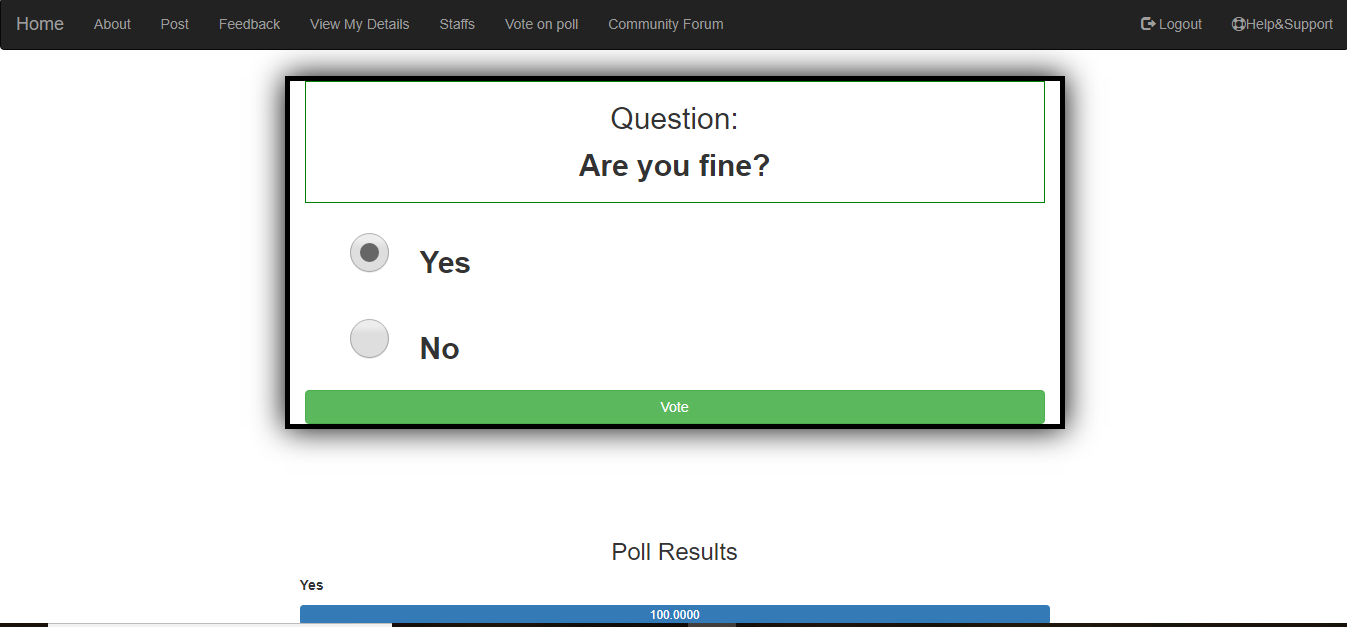 Home About Post Feedback View My Details Staffs Vote on poll Community Forum Logout Help&Support
Question:
Are you fine?
Yes
No
Vote
Poll Results
Yes
100.0000